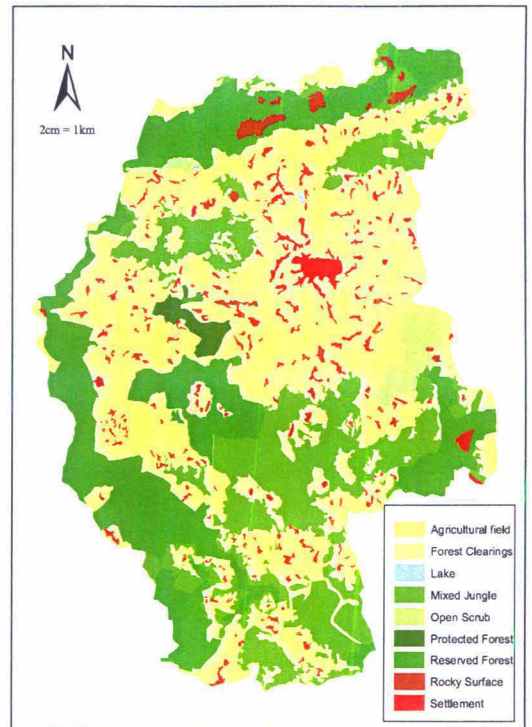 N
2cm = 1km
Agricultural field
Forest Clearings
Lake
Mixed Jungle
Open Scrub
Protected Forest
Reserved Forest
Rocky Surface
Settlement